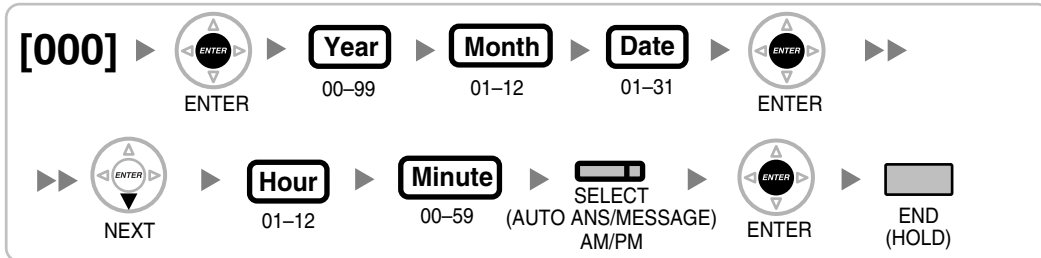 [000] ENTER Year Month Date ENTER
ENTER 00–99 01–12 01–31 ENTER
ENTER Hour Minute SELECT ENTER END
NEXT 01–12 00–59 (AUTO ANS/MESSAGE) ENTER (HOLD)
AM/PM